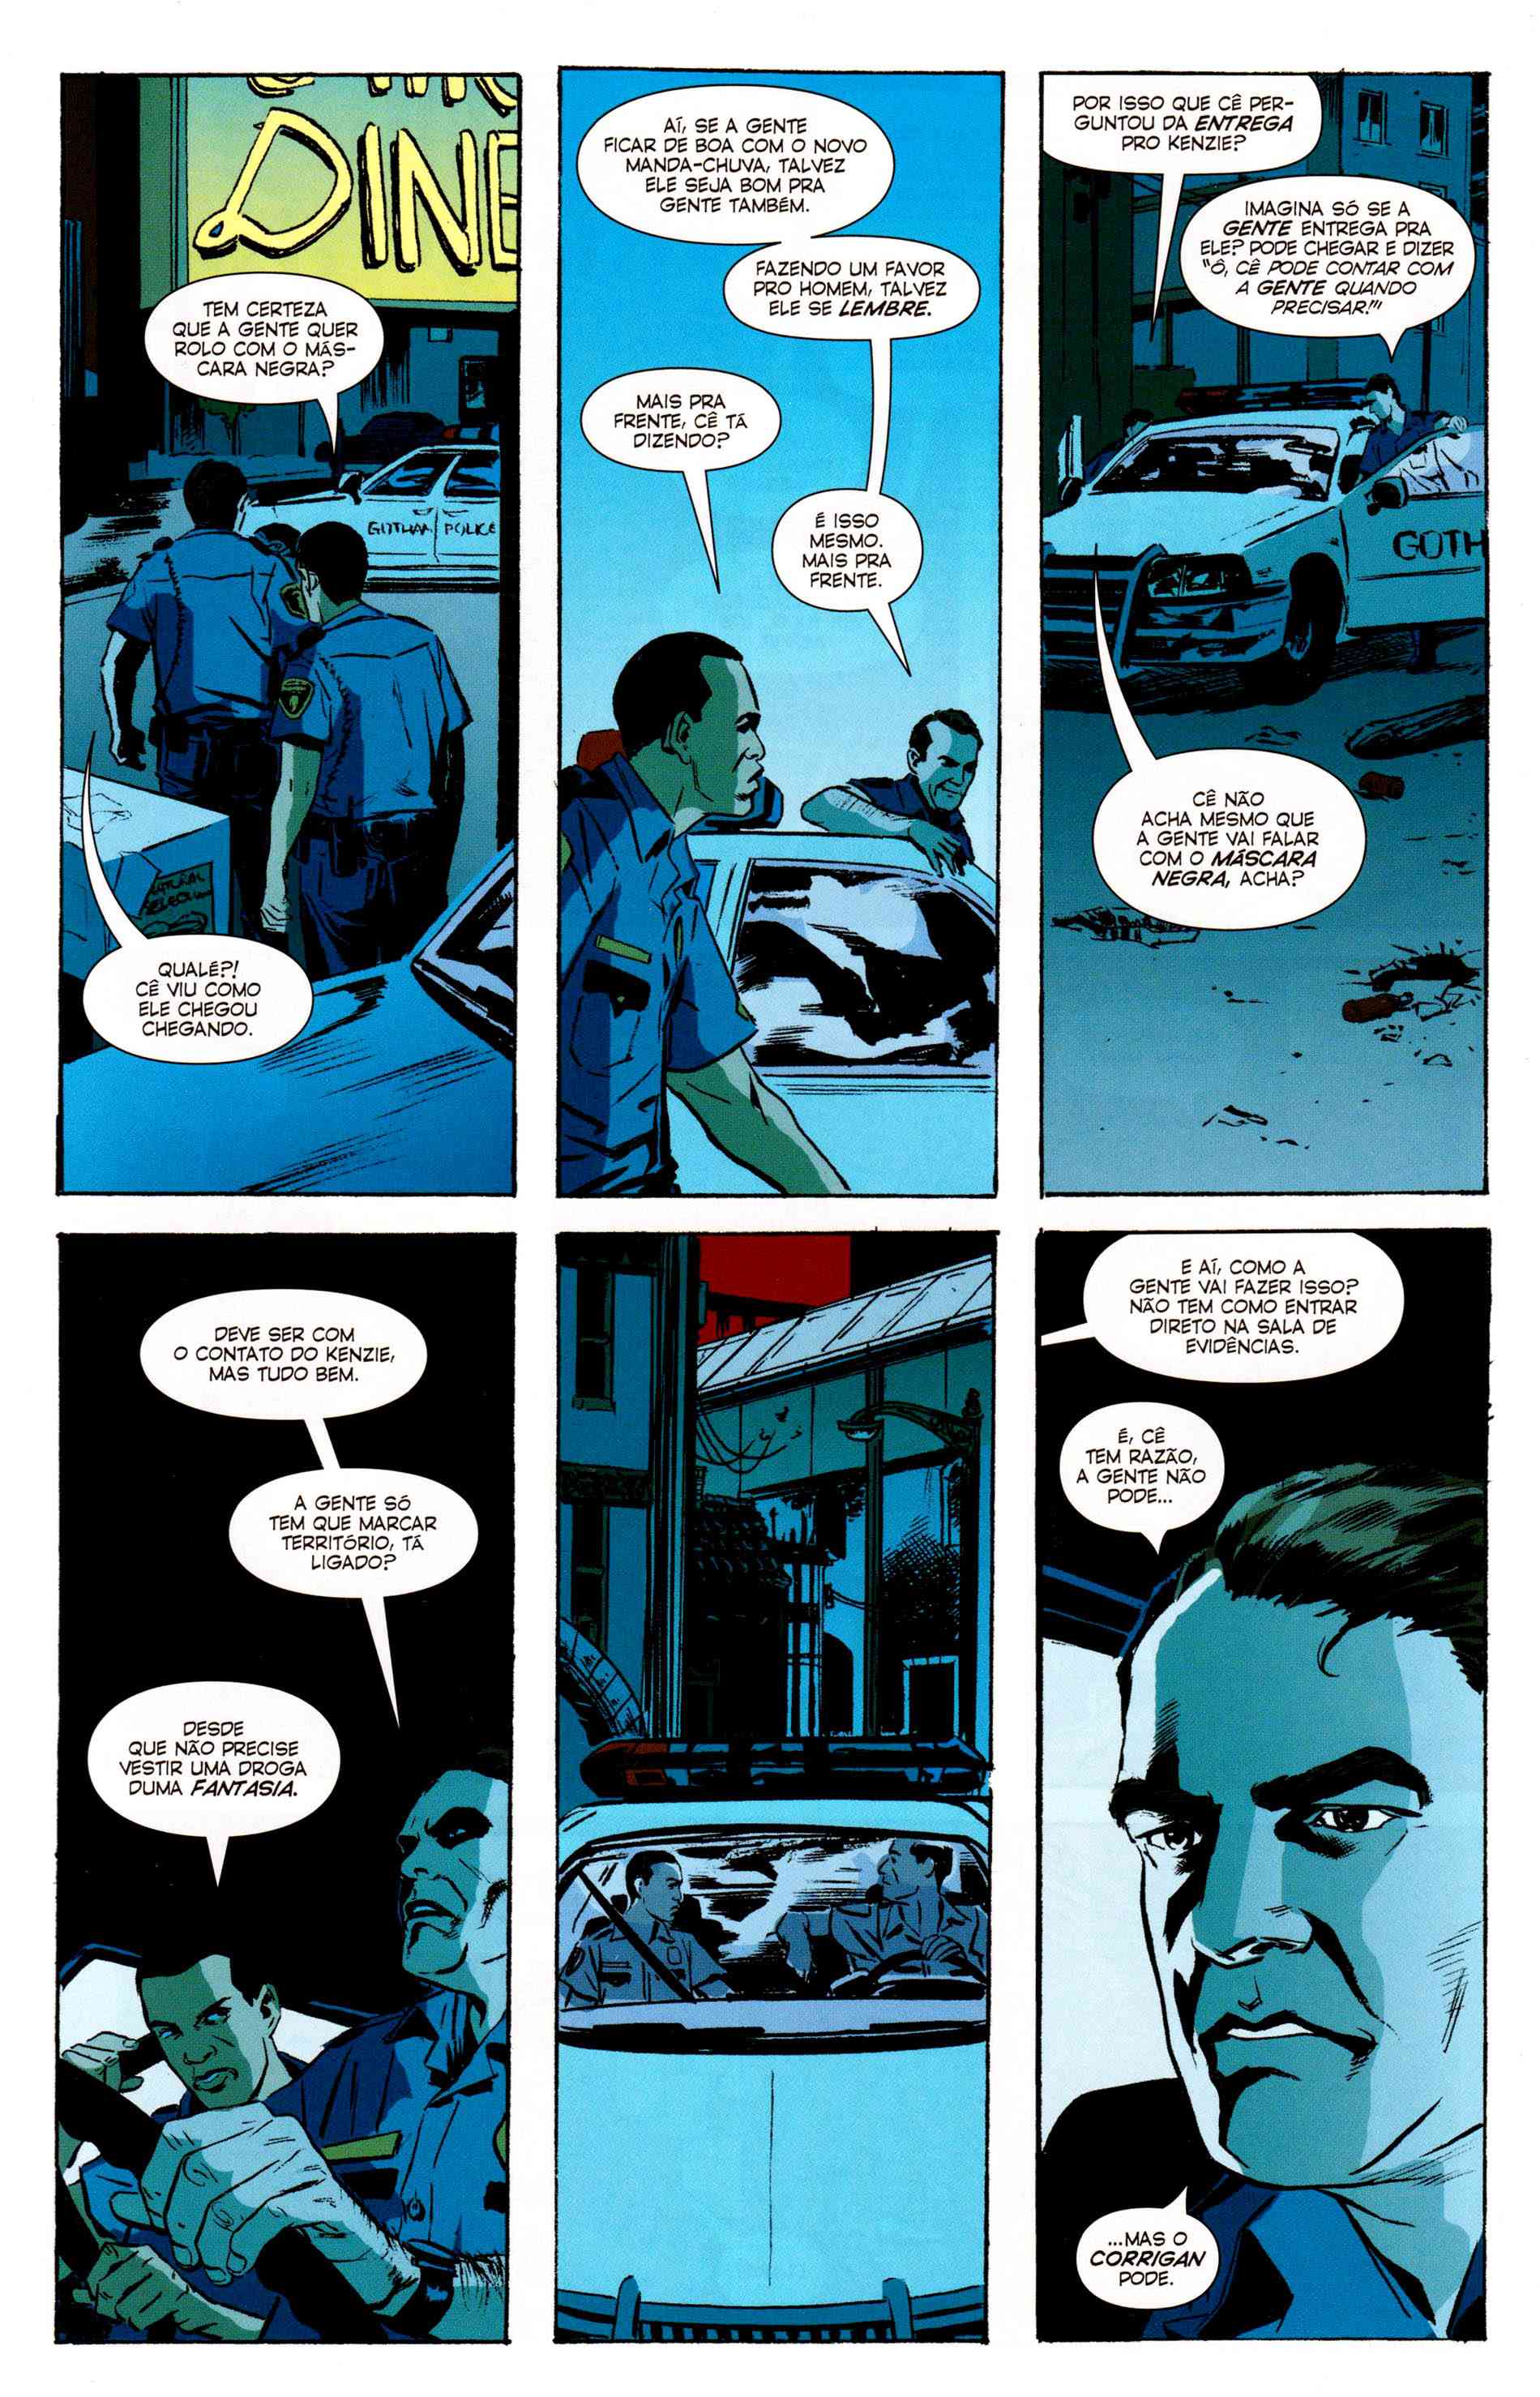 DINE
TEM CERTEZA
QUE A GENTE QUER
ROLO COM O MÁS-
CARA NEGRA?
GOTHAM POLICE
QUALÉ?!
CÊ VIU COMO
ELE CHEGOU
CHEGANDO.
AÍ, SE A GENTE
FICAR DE BOA COM O NOVO
MANDA-CHUVA, TALVEZ
ELE SEJA BOM PRA
GENTE TAMBÉM.
FAZENDO UM FAVOR
PRO HOMEM, TALVEZ
ELE SE LEMBRE.
MAIS PRA
FRENTE, CÊ TÁ
DIZENDO?
É ISSO
MESMO.
MAIS PRA
FRENTE.
POR ISSO QUE CÊ PER-
GUNTOU DA ENTREGA
PRO KENZIE?
IMAGINA SÓ SE A
GENTE ENTREGA PRA
ELE? PODE CHEGAR E DIZER
"Ô, CÊ PODE CONTAR COM
A GENTE QUANDO
PRECISAR!"
GOTH
CÊ NÃO
ACHA MESMO QUE
A GENTE VAI FALAR
COM O MÁSCARA
NEGRA, ACHA?
DEVE SER COM
O CONTATO DO KENZIE,
MAS TUDO BEM.
A GENTE SÓ
TEM QUE MARCAR
TERRITÓRIO, TÁ
LIGADO?
DESDE
QUE NÃO PRECISE
VESTIR UMA DROGA
DUMA FANTASIA.
E AÍ, COMO A
GENTE VAI FAZER ISSO?
NÃO TEM COMO ENTRAR
DIRETO NA SALA DE
EVIDÊNCIAS.
É, CÊ
TEM RAZÃO,
A GENTE NÃO
PODE...
...MAS O
CORRIGAN
PODE.